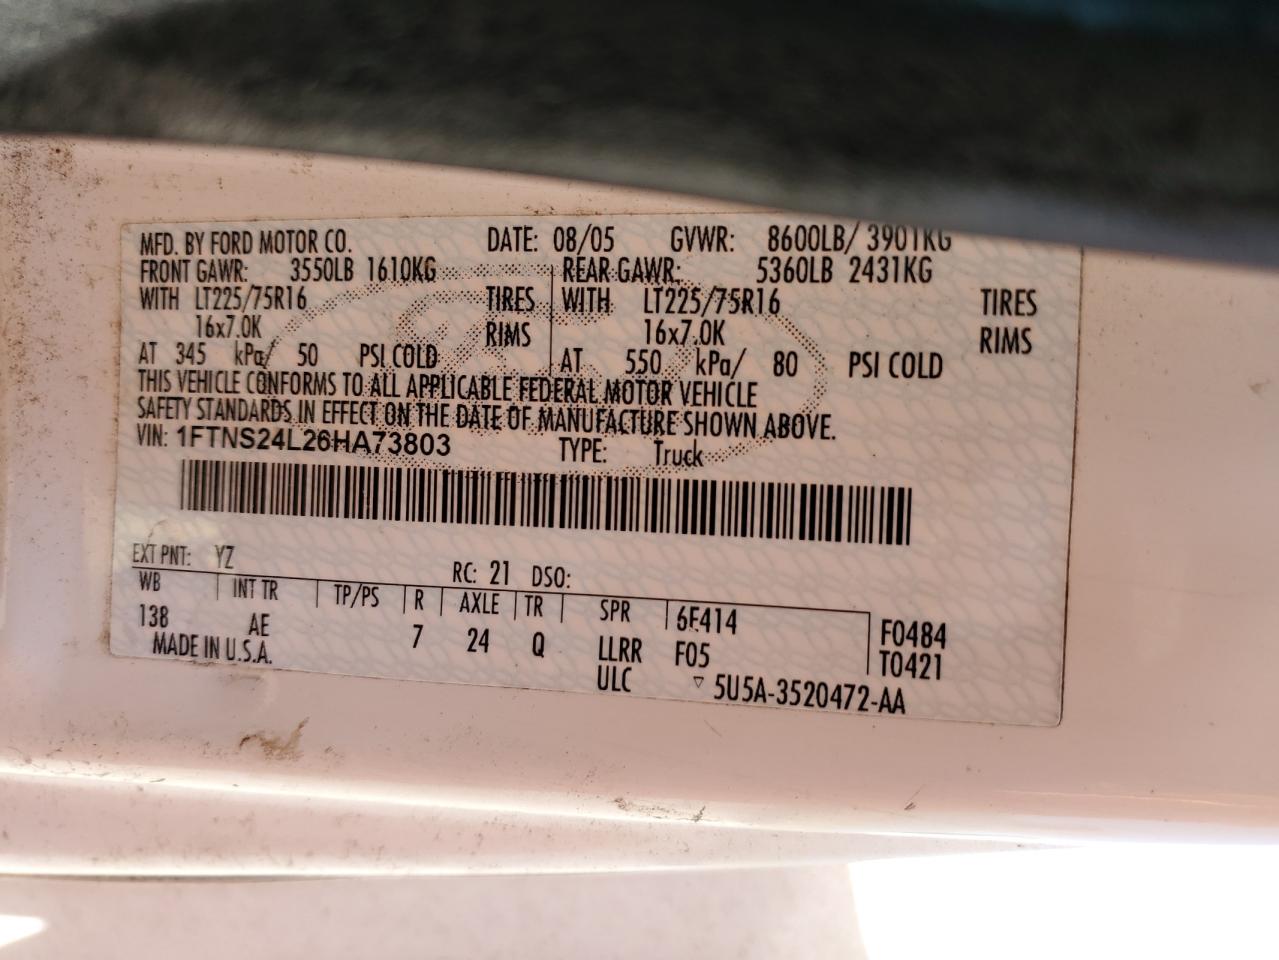 MFD. BY FORD MOTOR CO. DATE: 08/05 GVWR: 8600LB/ 3901KG
FRONT GAWR: 3550LB 1610KG REAR GAWR: 5360LB 2431KG
WITH LT225/75R16 TIRES WITH LT225/75R16 TIRES
16x7.0K RIMS 16x7.0K RIMS
AT 345 kPa/ 50 PSI COLD AT 550 kPa/ 80 PSI COLD
THIS VEHICLE CONFORMS TO ALL APPLICABLE FEDERAL MOTOR VEHICLE
SAFETY STANDARDS IN EFFECT ON THE DATE OF MANUFACTURE SHOWN ABOVE.
VIN: 1FTNS24L26HA73803 TYPE: Truck
EXT PNT: YZ RC: 21 DSO:
WB INT TR TP/PS R AXLE TR SPR 6E414 F0484
138 AE 7 24 Q LLRR F05 T0421
MADE IN U.S.A. ULC ▽ 5U5A-3520472-AA